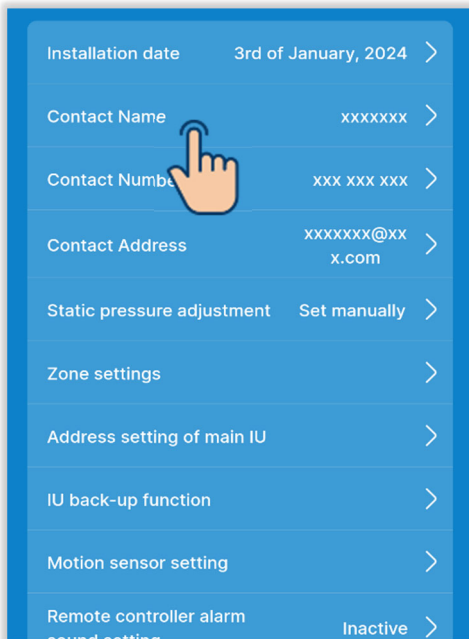 Installation date 3rd of January, 2024
Contact Name xxxxxxx
Contact Numbe xxx xxx xxx
Contact Address xxxxxxx@xx
x.com
Static pressure adjustment Set manually
Zone settings
Address setting of main IU
IU back-up function
Motion sensor setting
Remote controller alarm
sound setting Inactive